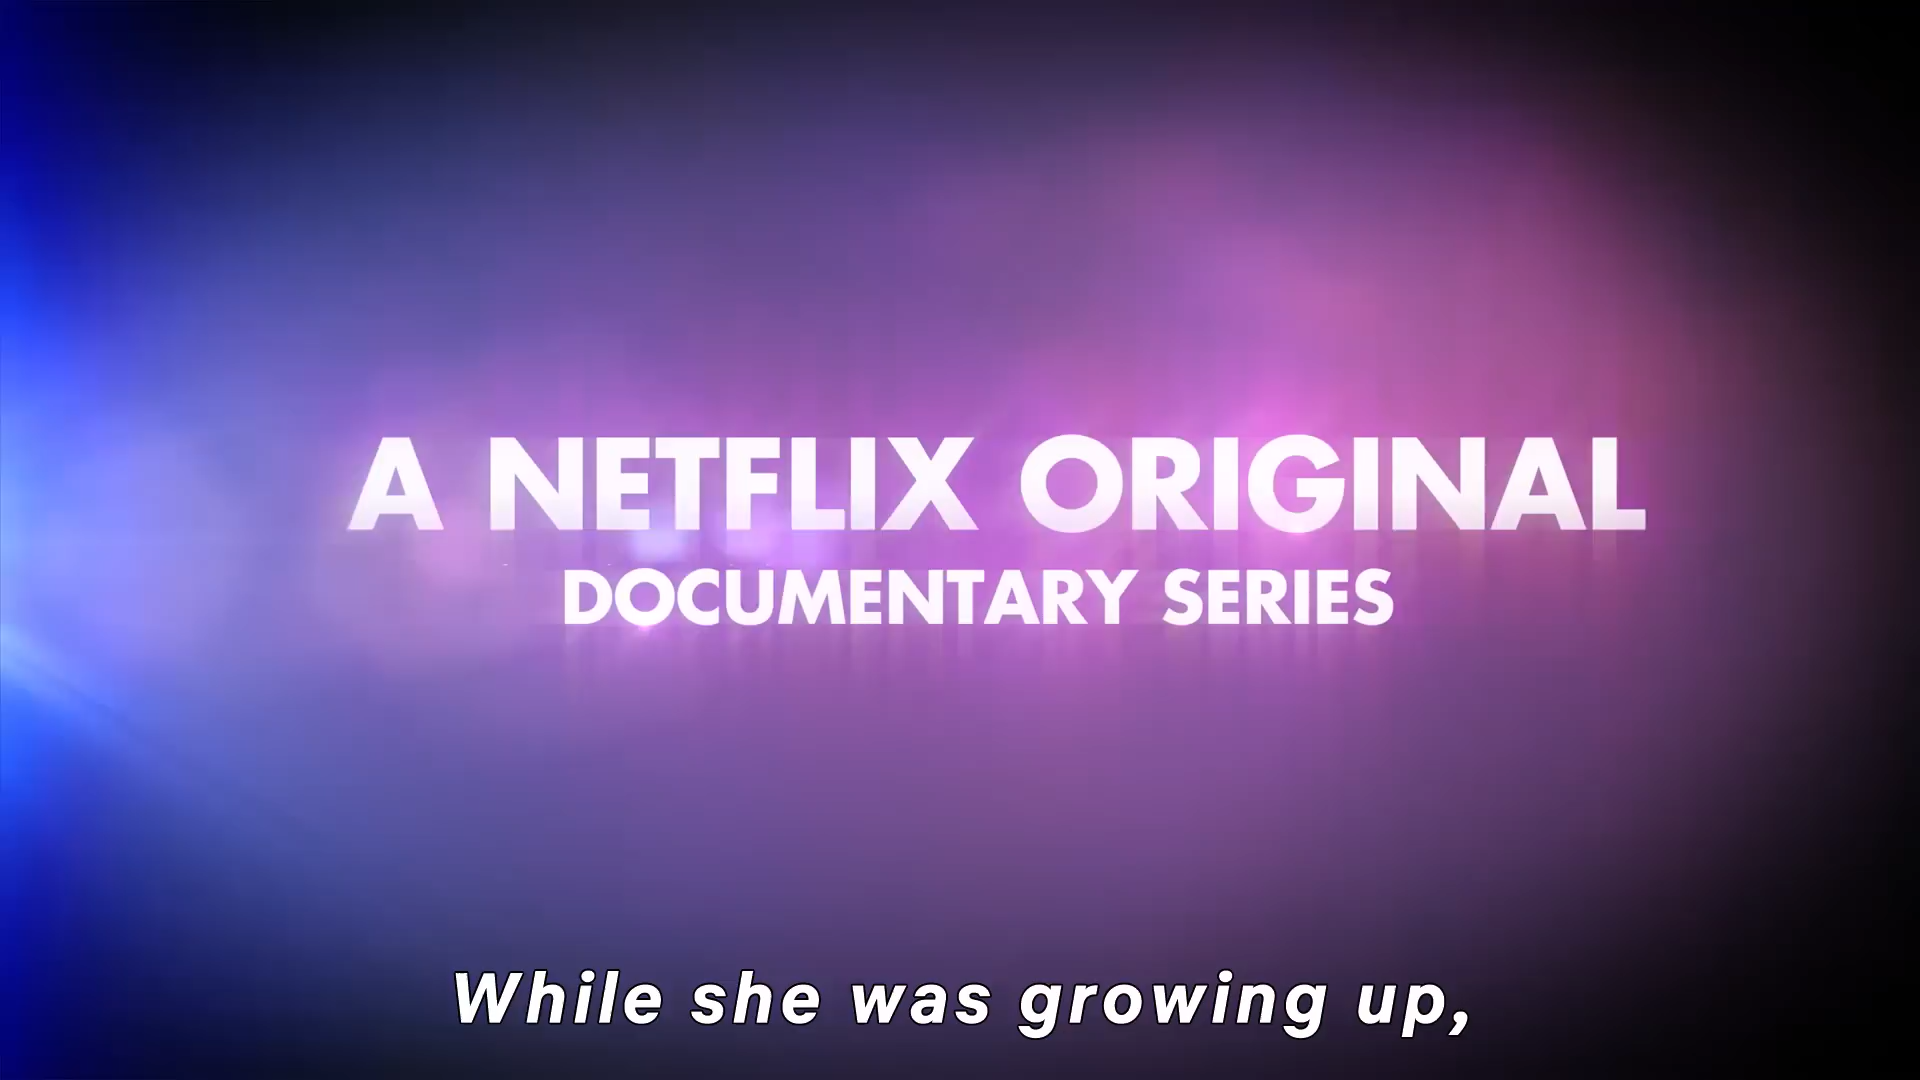 A NETFLIX ORIGINAL
DOCUMENTARY SERIES
While she was growing up,